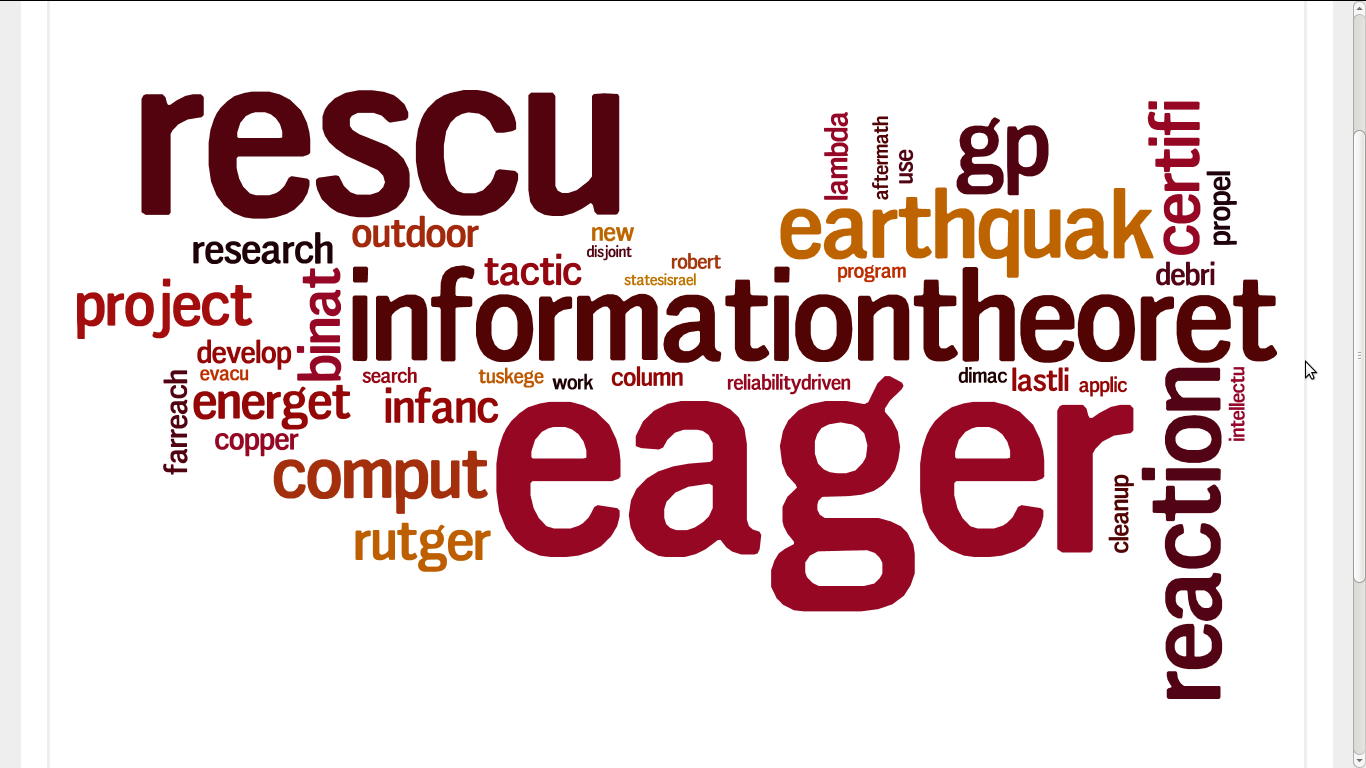 rescu
lambda
aftermath
use
gp
certifi
propel
earthquak
research
outdoor
new
disjoint
tactic
robert
statesisrael
program
debri
project
binat
informationtheoret
develop
evacu
search
tuskege
work
column
reliabilitydriven
dimac
lastli
applic
intellectu
farreach
energet
infanc
copper
comput
eager
rutger
cleanup
reaction